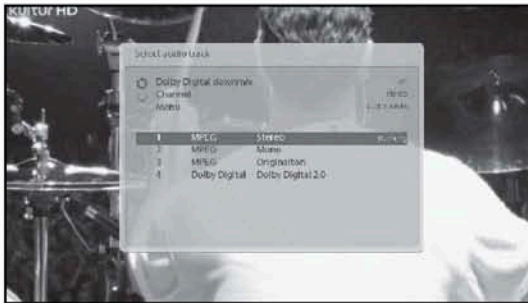 kultur HD
Select audio track
Dolby Digital downmix
Channel
Menu
1 MPEG Stereo
2 MPEG Mono
3 MPEG Originalton
4 Dolby Digital Dolby Digital 2.0